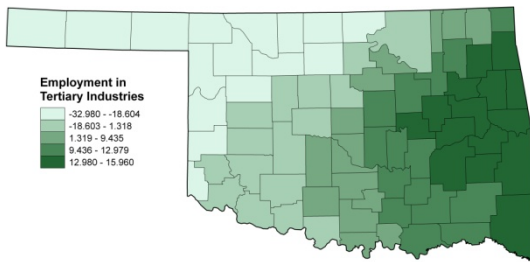 Employment in
Tertiary Industries
-32.980 - -18.604
-18.603 - 1.318
1.319 - 9.435
9.436 - 12.979
12.980 - 15.960